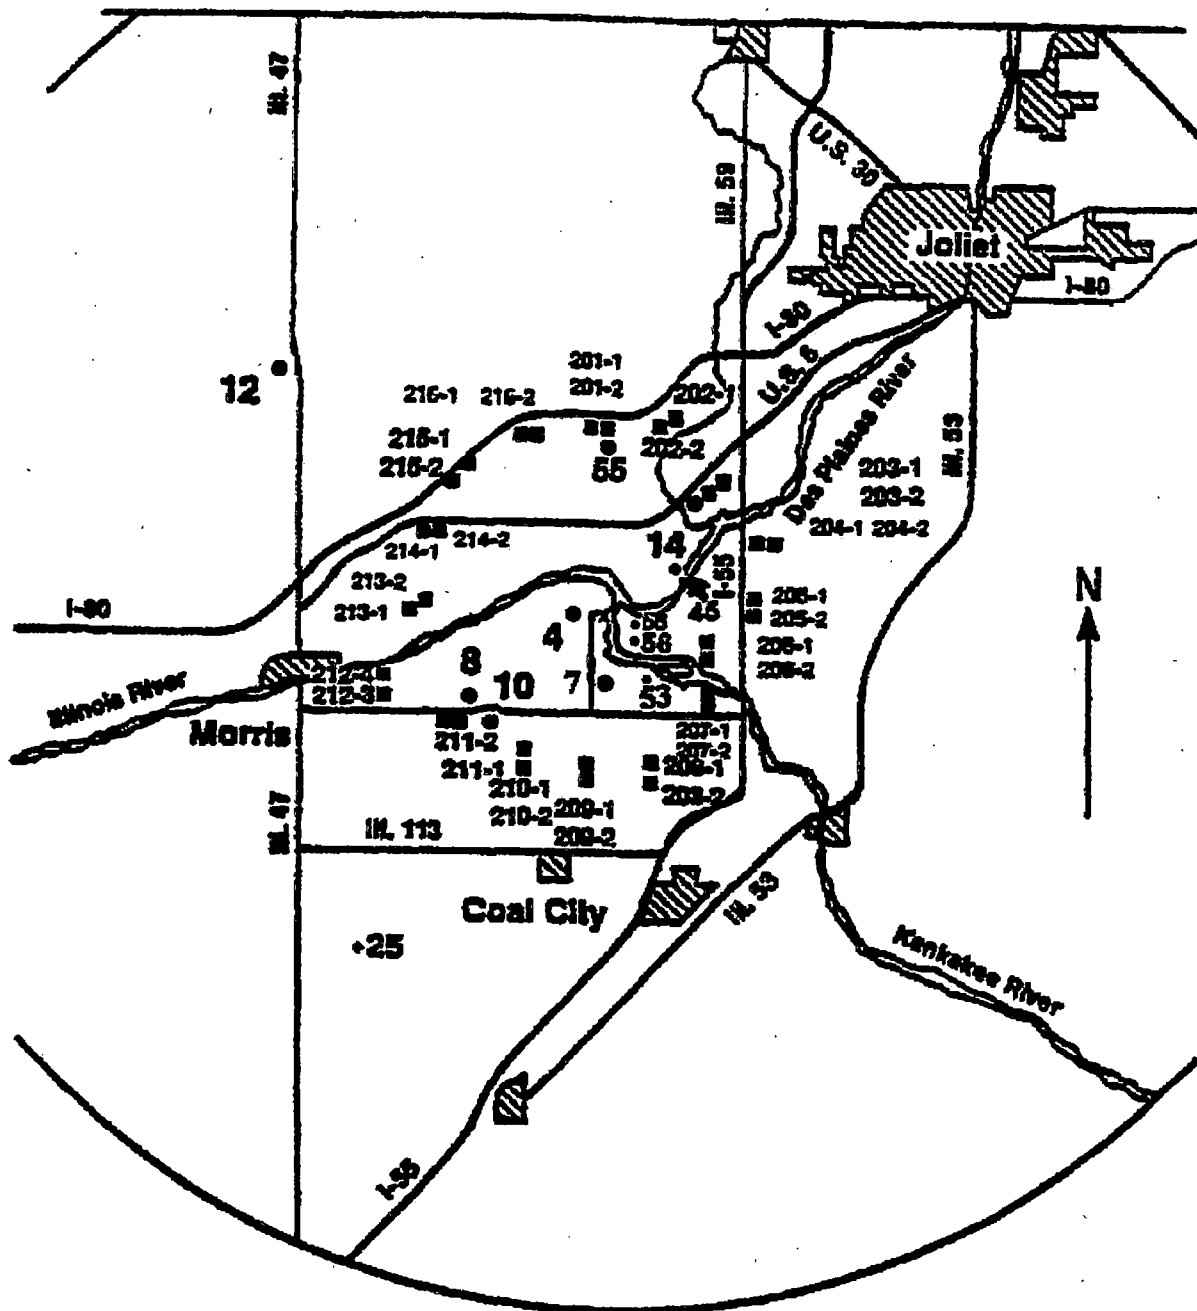 Ill. 47
U.S. 30
Ill. 59
Joliet
I-80
I-80
201-1
201-2
12
U.S. 6
216-1
216-2
202-1
Des Plaines River
215-1
215-2
202-2
55
Ill. 53
203-1
203-2
204-1 204-2
214-1
214-2
14
I-55
N
213-2
213-1
I-80
205-1
205-2
4
56
206-1
206-2
8
10
7
53
212-3
Illinois River
Morris
211-2
211-1
207-1
207-2
208-1
208-2
210-1
210-2
209-1
209-2
Ill. 47
Ill. 113
Coal City
Ill. 53
+25
Kankakee River
I-55